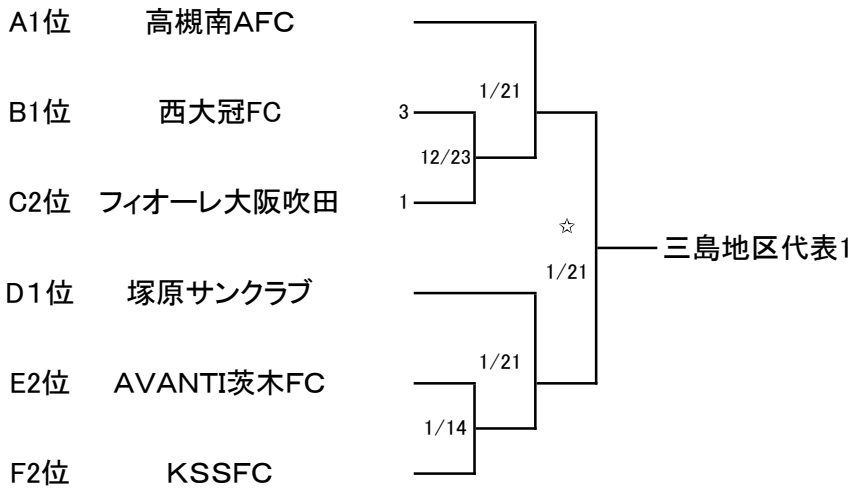 A1位 高槻南AFC
1/21
B1位 西大冠FC 3
12/23
C2位 フィオーレ大阪吹田 1
☆
三島地区代表1
1/21
D1位 塚原サンクラブ
1/21
E2位 AVANTI茨木FC
1/14
F2位 KSSFC